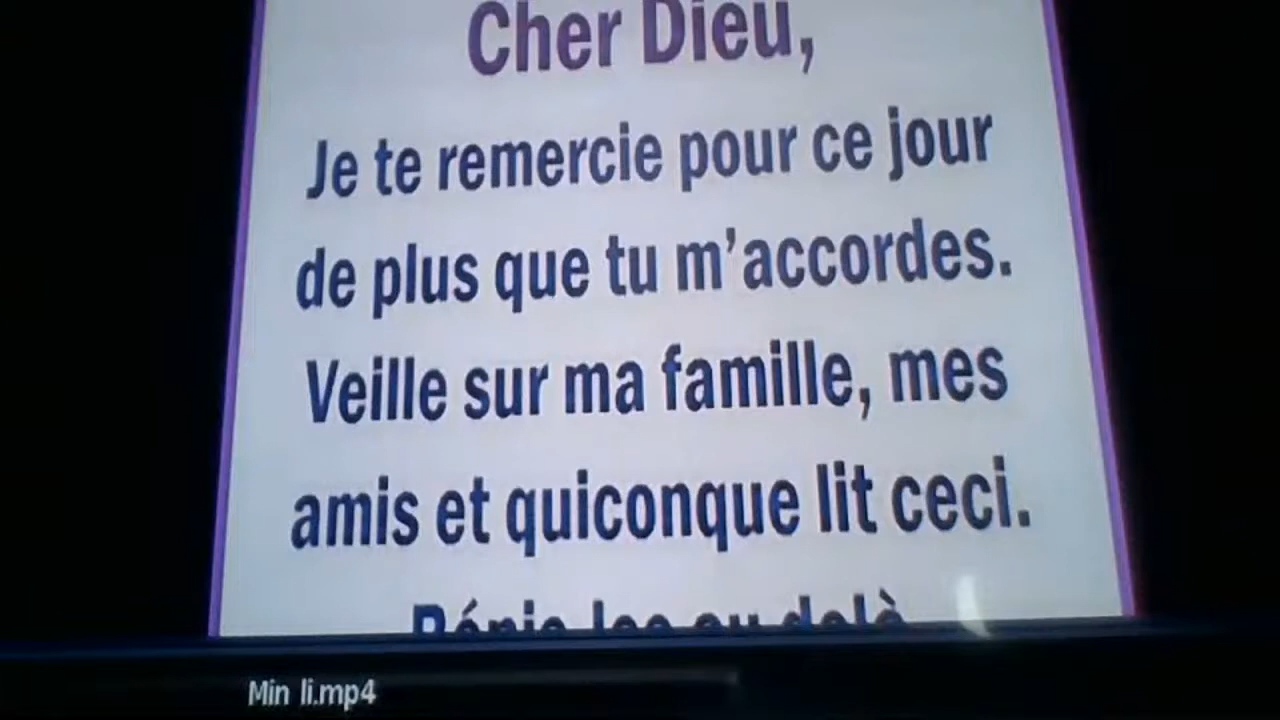 Cher Dieu,
Je te remercie pour ce jour
de plus que tu m’accordes.
Veille sur ma famille, mes
amis et quiconque lit ceci.
Min li.mp4